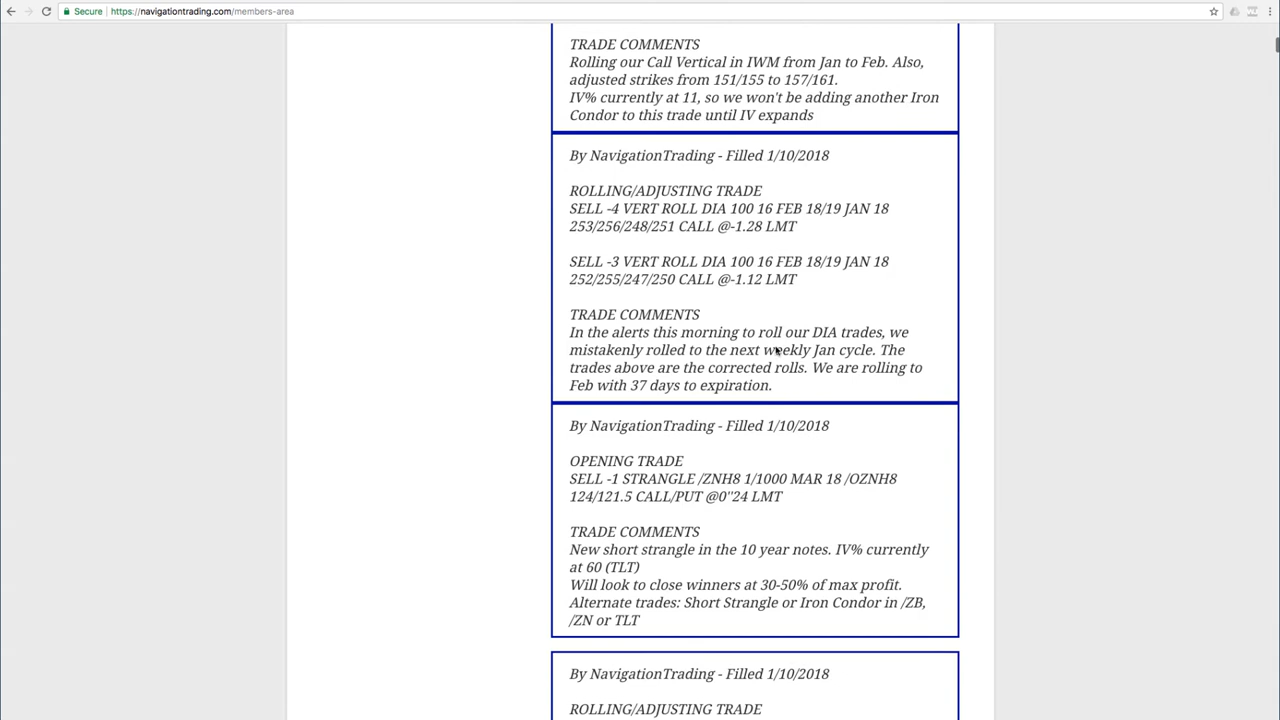 Secure
https://navigationtrading.com/members-area
TRADE COMMENTS
Rolling our Call Vertical in IWM from Jan to Feb. Also,
adjusted strikes from 151/155 to 157/161.
IV% currently at 11, so we won't be adding another Iron
Condor to this trade until IV expands
By NavigationTrading - Filled 1/10/2018
ROLLING/ADJUSTING TRADE
SELL -4 VERT ROLL DIA 100 16 FEB 18/19 JAN 18
253/256/248/251 CALL @-1.28 LMT
SELL -3 VERT ROLL DIA 100 16 FEB 18/19 JAN 18
252/255/247/250 CALL @-1.12 LMT
TRADE COMMENTS
In the alerts this morning to roll our DIA trades, we
mistakenly rolled to the next weekly Jan cycle. The
trades above are the corrected rolls. We are rolling to
Feb with 37 days to expiration.
By NavigationTrading - Filled 1/10/2018
OPENING TRADE
SELL -1 STRANGLE /ZNH8 1/1000 MAR 18 /OZNH8
124/121.5 CALL/PUT @0"24 LMT
TRADE COMMENTS
New short strangle in the 10 year notes. IV% currently
at 60 (TLT)
Will look to close winners at 30-50% of max profit.
Alternate trades: Short Strangle or Iron Condor in /ZB,
/ZN or TLT
By NavigationTrading - Filled 1/10/2018
ROLLING/ADJUSTING TRADE